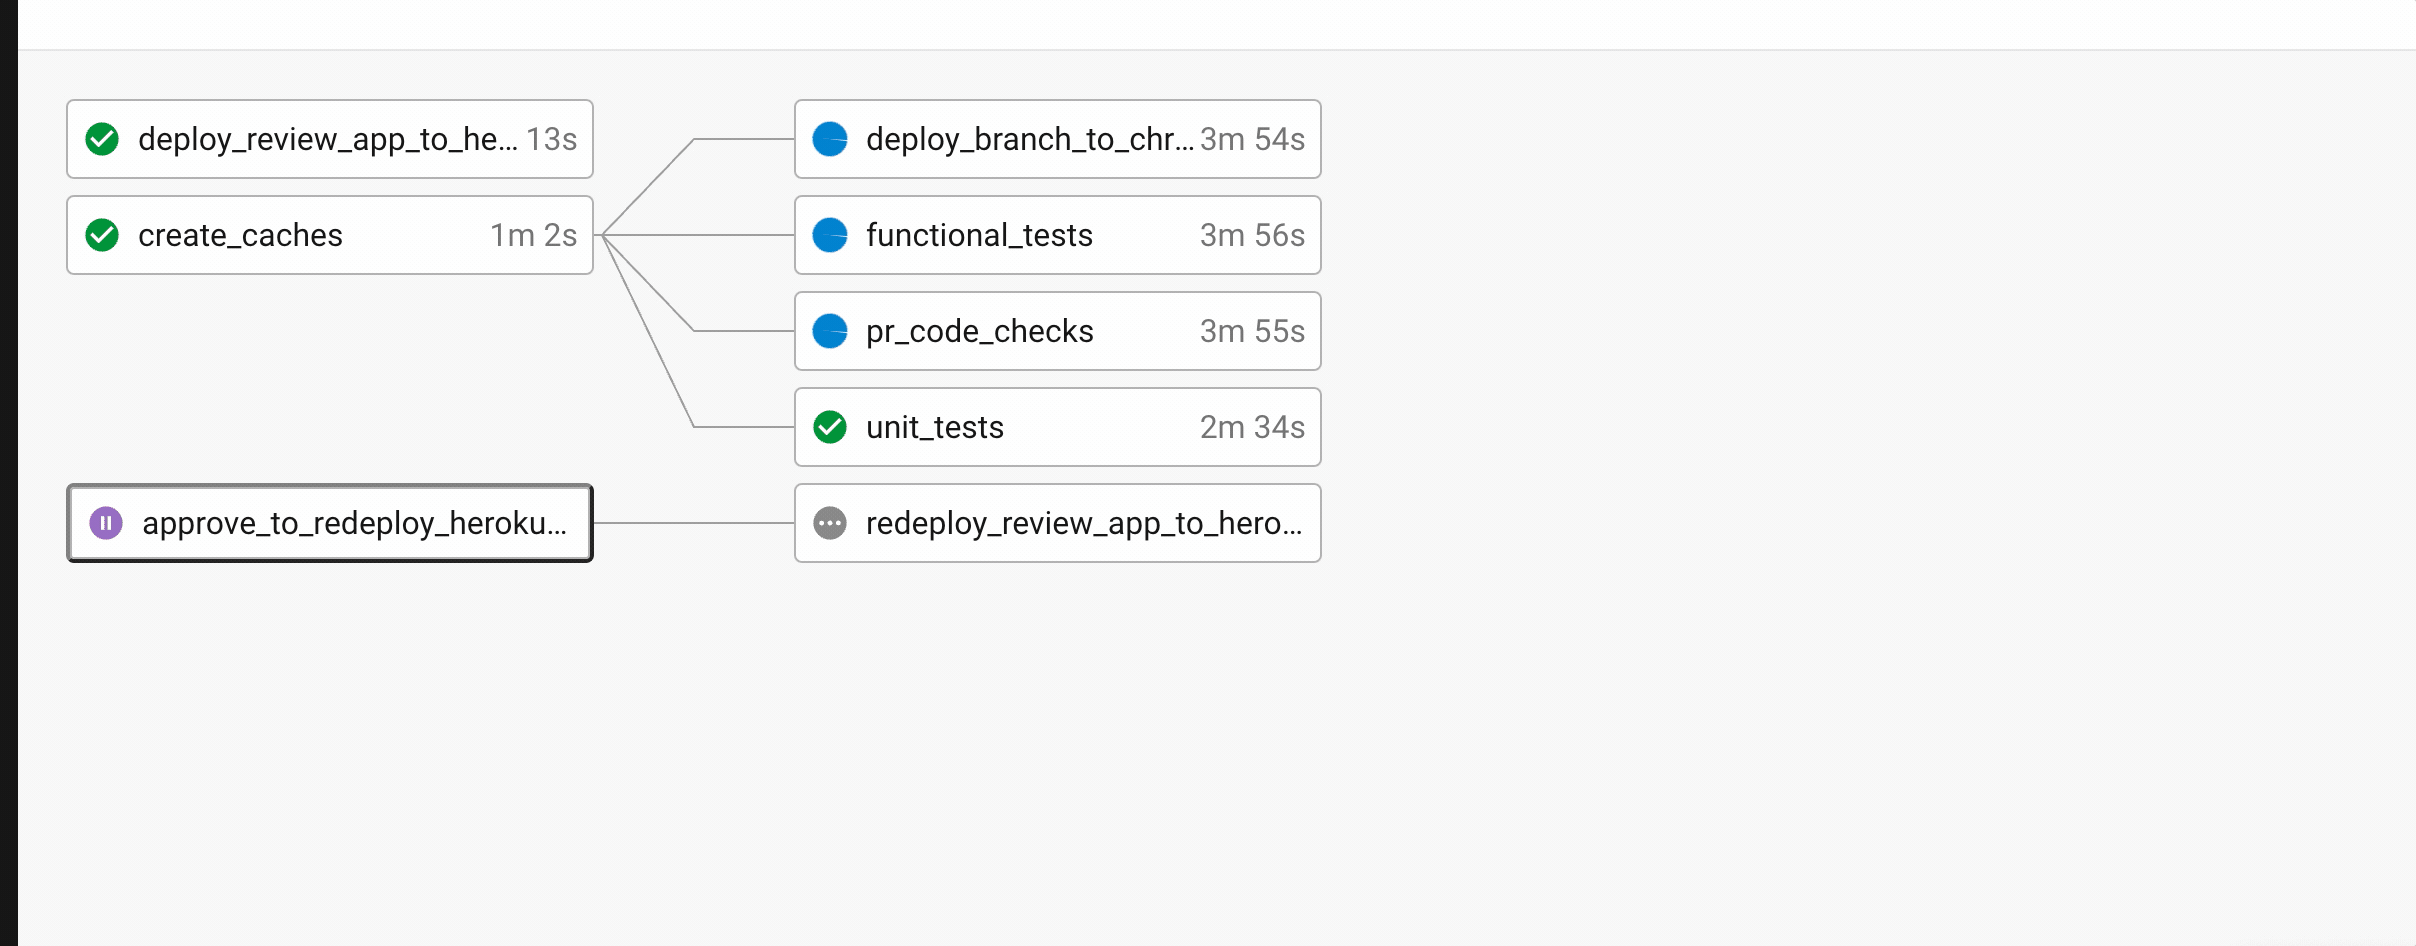 deploy_review_app_to_he... 13s
create_caches 1m 2s
approve_to_redeploy_heroku...
deploy_branch_to_chr... 3m 54s
functional_tests 3m 56s
pr_code_checks 3m 55s
unit_tests 2m 34s
redeploy_review_app_to_hero...